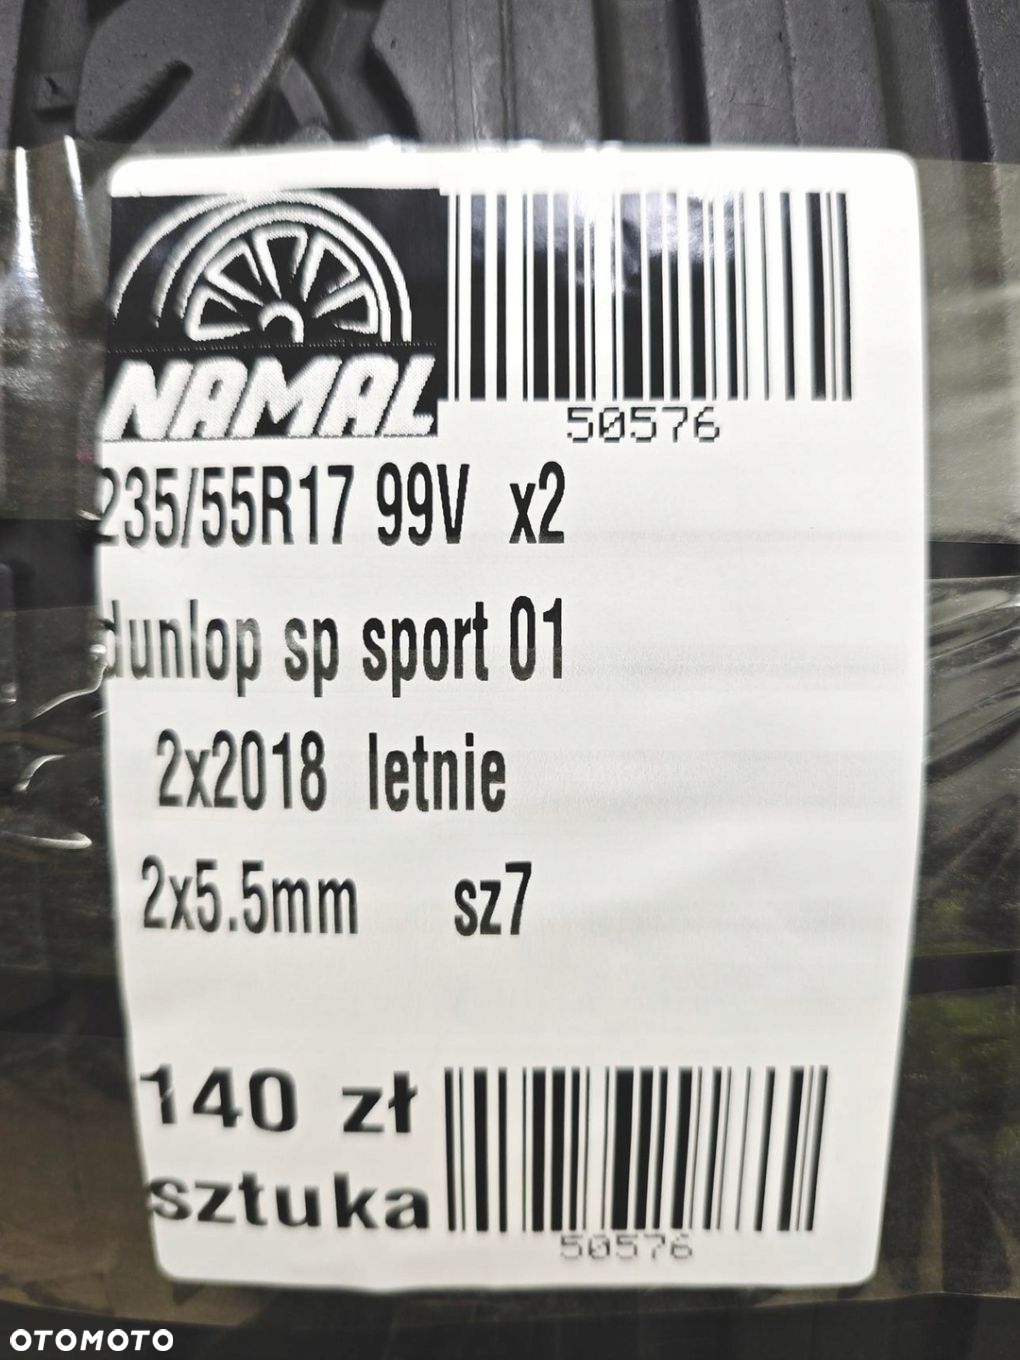 NAMAL
50576
235/55R17 99V x2
dunlop sp sport 01
2x2018 letnie
2x5.5mm sz7
140 zł
sztuka
50576
OTOMOTO